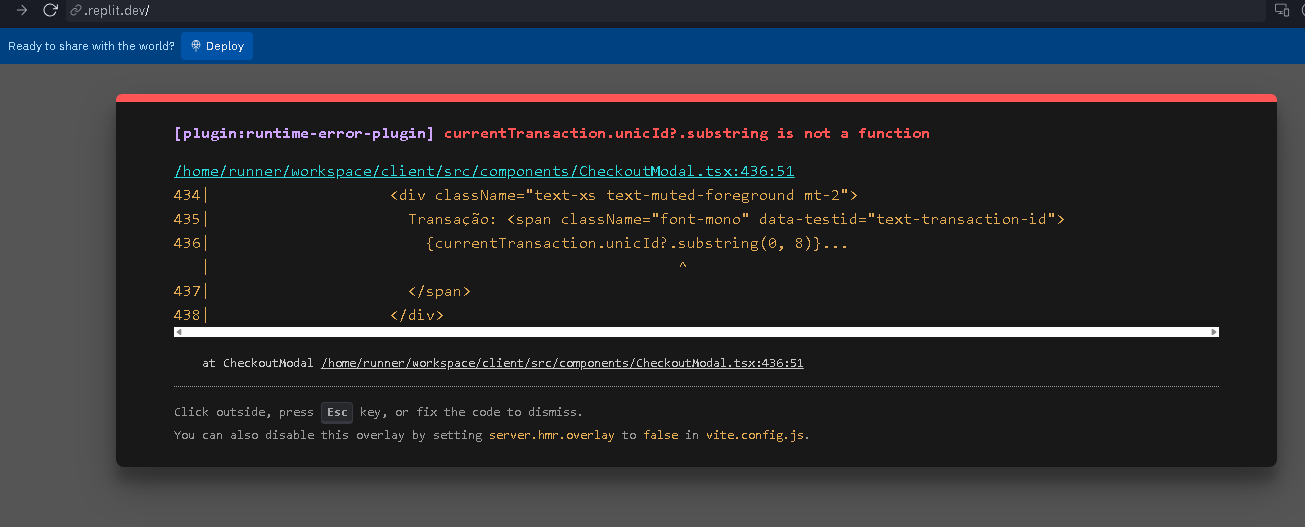 .replit.dev/
Ready to share with the world? Deploy
[plugin:runtime-error-plugin] currentTransaction.unicId?.substring is not a function
/home/runner/workspace/client/src/components/CheckoutModal.tsx:436:51
434| <div className="text-xs text-muted-foreground mt-2">
435| Transação: <span className="font-mono" data-testid="text-transaction-id">
436| {currentTransaction.unicId?.substring(0, 8)}...
| ^
437| </span>
438| </div>
at CheckoutModal /home/runner/workspace/client/src/components/CheckoutModal.tsx:436:51
Click outside, press Esc key, or fix the code to dismiss.
You can also disable this overlay by setting server.hmr.overlay to false in vite.config.js.